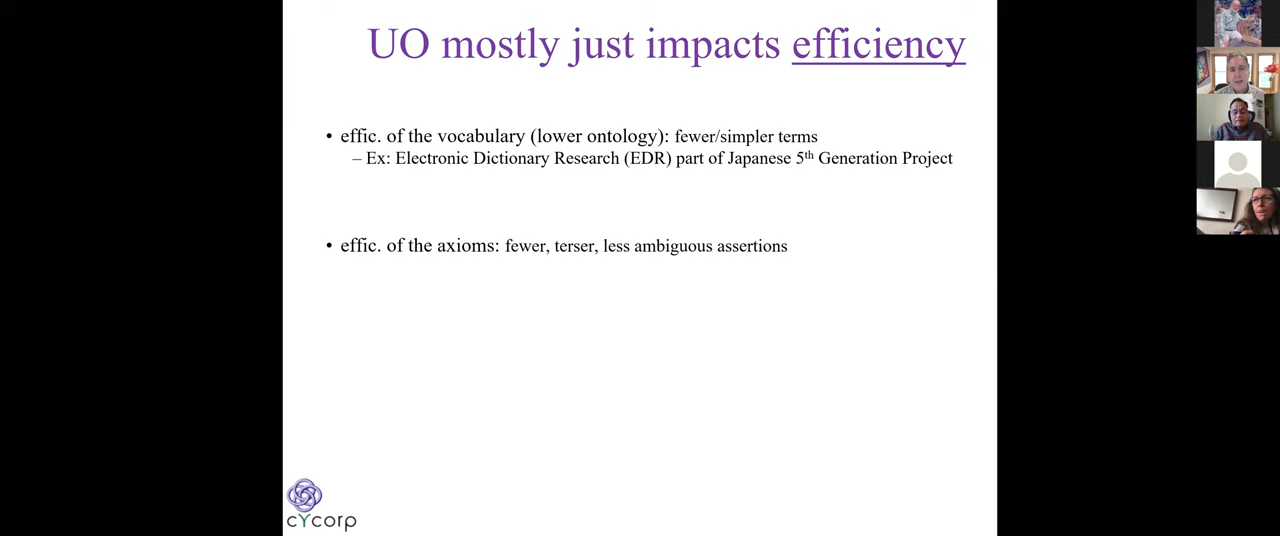 UO mostly just impacts efficiency
• effic. of the vocabulary (lower ontology): fewer/simpler terms
– Ex: Electronic Dictionary Research (EDR) part of Japanese 5th Generation Project
• effic. of the axioms: fewer, terser, less ambiguous assertions
cYcorp